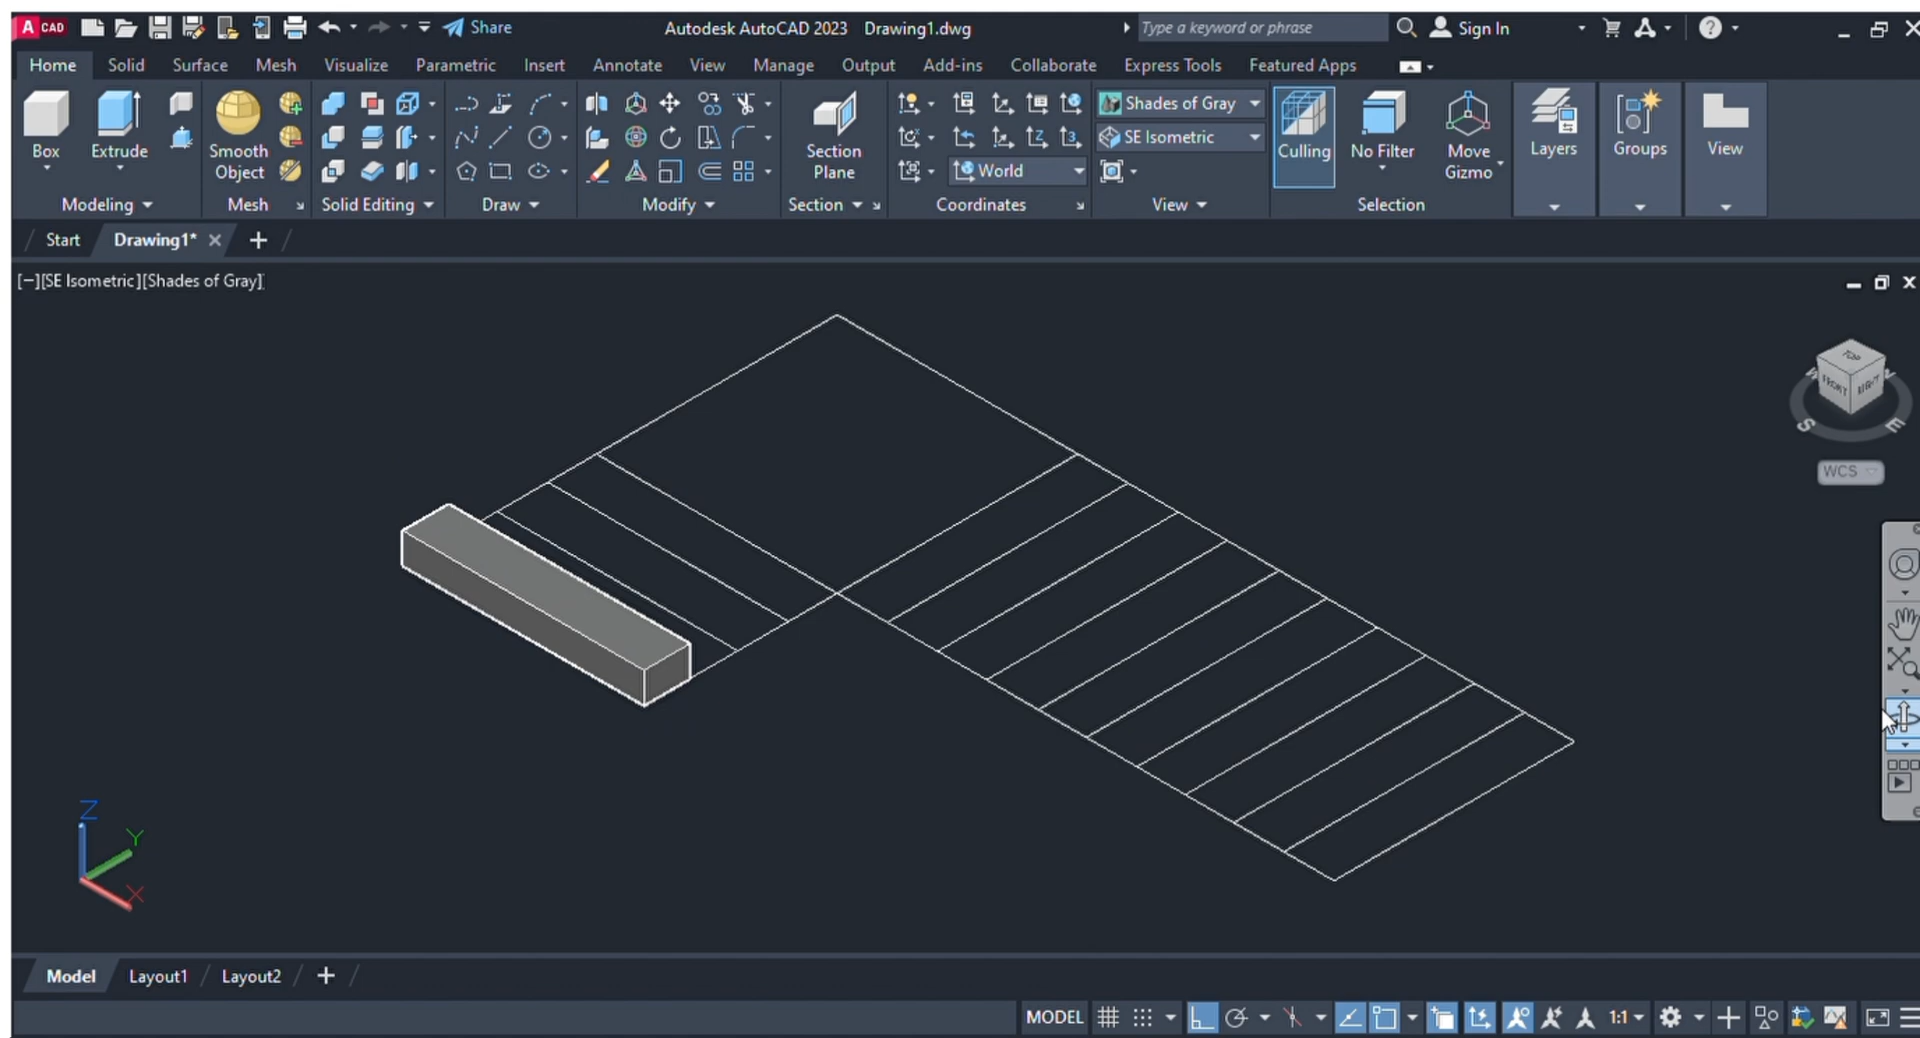 A CAD Share Autodesk AutoCAD 2023 Drawing1.dwg Type a keyword or phrase Sign In
Home Solid Surface Mesh Visualize Parametric Insert Annotate View Manage Output Add-ins Collaborate Express Tools Featured Apps
Box Extrude Smooth Object Section Plane Shades of Gray SE Isometric World Culling No Filter Move Gizmo Layers Groups View
Modeling Mesh Solid Editing Draw Modify Section Coordinates View Selection
Start Drawing1* +
[−][SE Isometric][Shades of Gray]
TOP
FRONT RIGHT
S E
WCS
Z
Y
X
Model Layout1 Layout2 +
MODEL 1:1